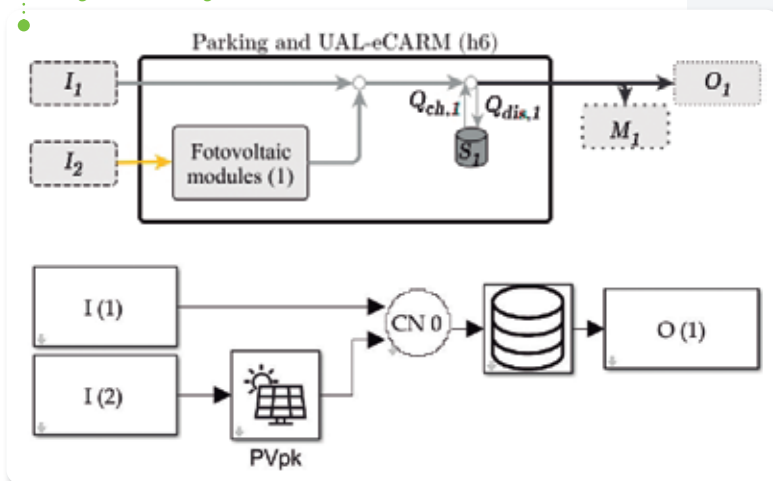 Parking and UAL-eCARM (h6)
I1
O1
Qch,1
Qdis,1
M1
I2
Fotovoltaic
modules (1)
S1
I (1)
CN 0
O (1)
I (2)
PVpk